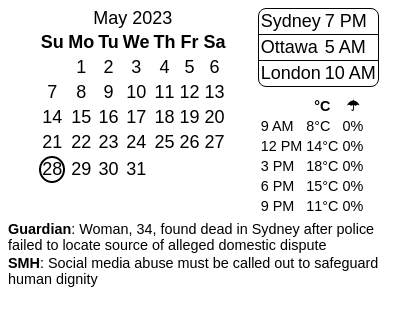 May 2023
Su Mo Tu We Th Fr Sa
1 2 3 4 5 6
7 8 9 10 11 12 13
14 15 16 17 18 19 20
21 22 23 24 25 26 27
28 29 30 31
Sydney 7 PM
Ottawa 5 AM
London 10 AM
°C ☂
9 AM 8°C 0%
12 PM 14°C 0%
3 PM 18°C 0%
6 PM 15°C 0%
9 PM 11°C 0%
Guardian: Woman, 34, found dead in Sydney after police
failed to locate source of alleged domestic dispute
SMH: Social media abuse must be called out to safeguard
human dignity